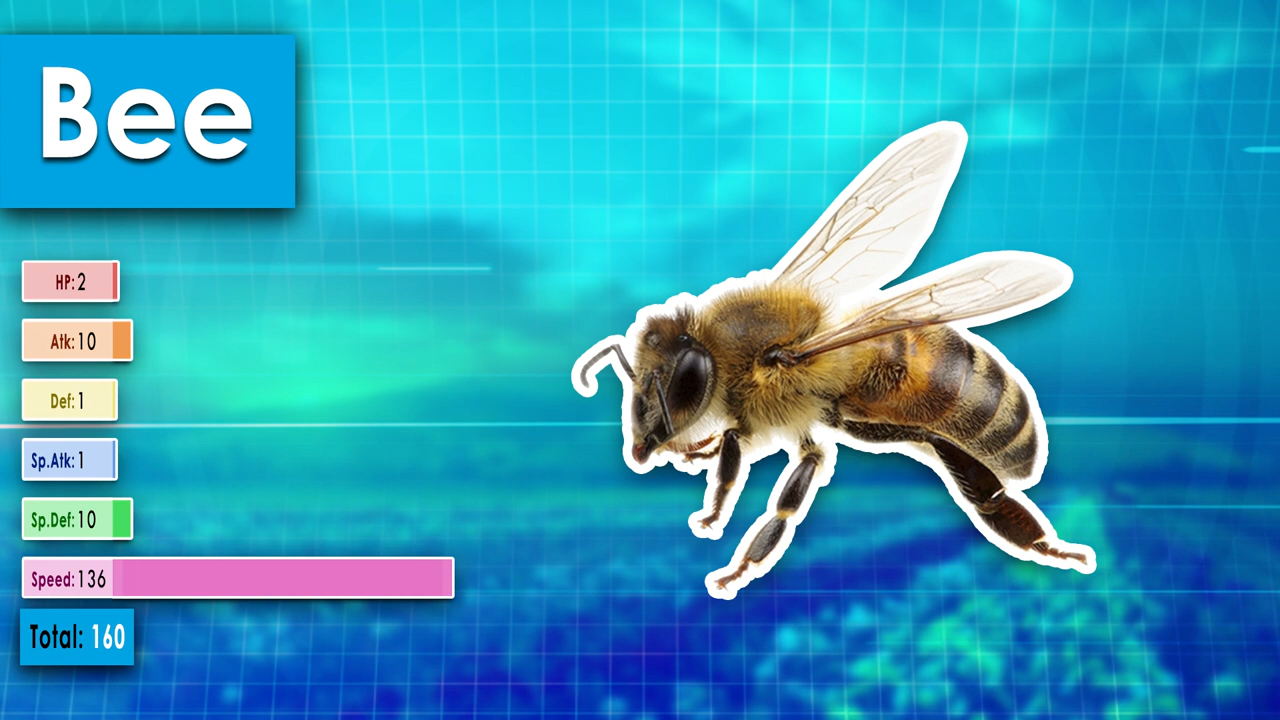 Bee
HP: 2
Atk: 10
Def: 1
Sp.Atk: 1
Sp.Def: 10
Speed: 136
Total: 160